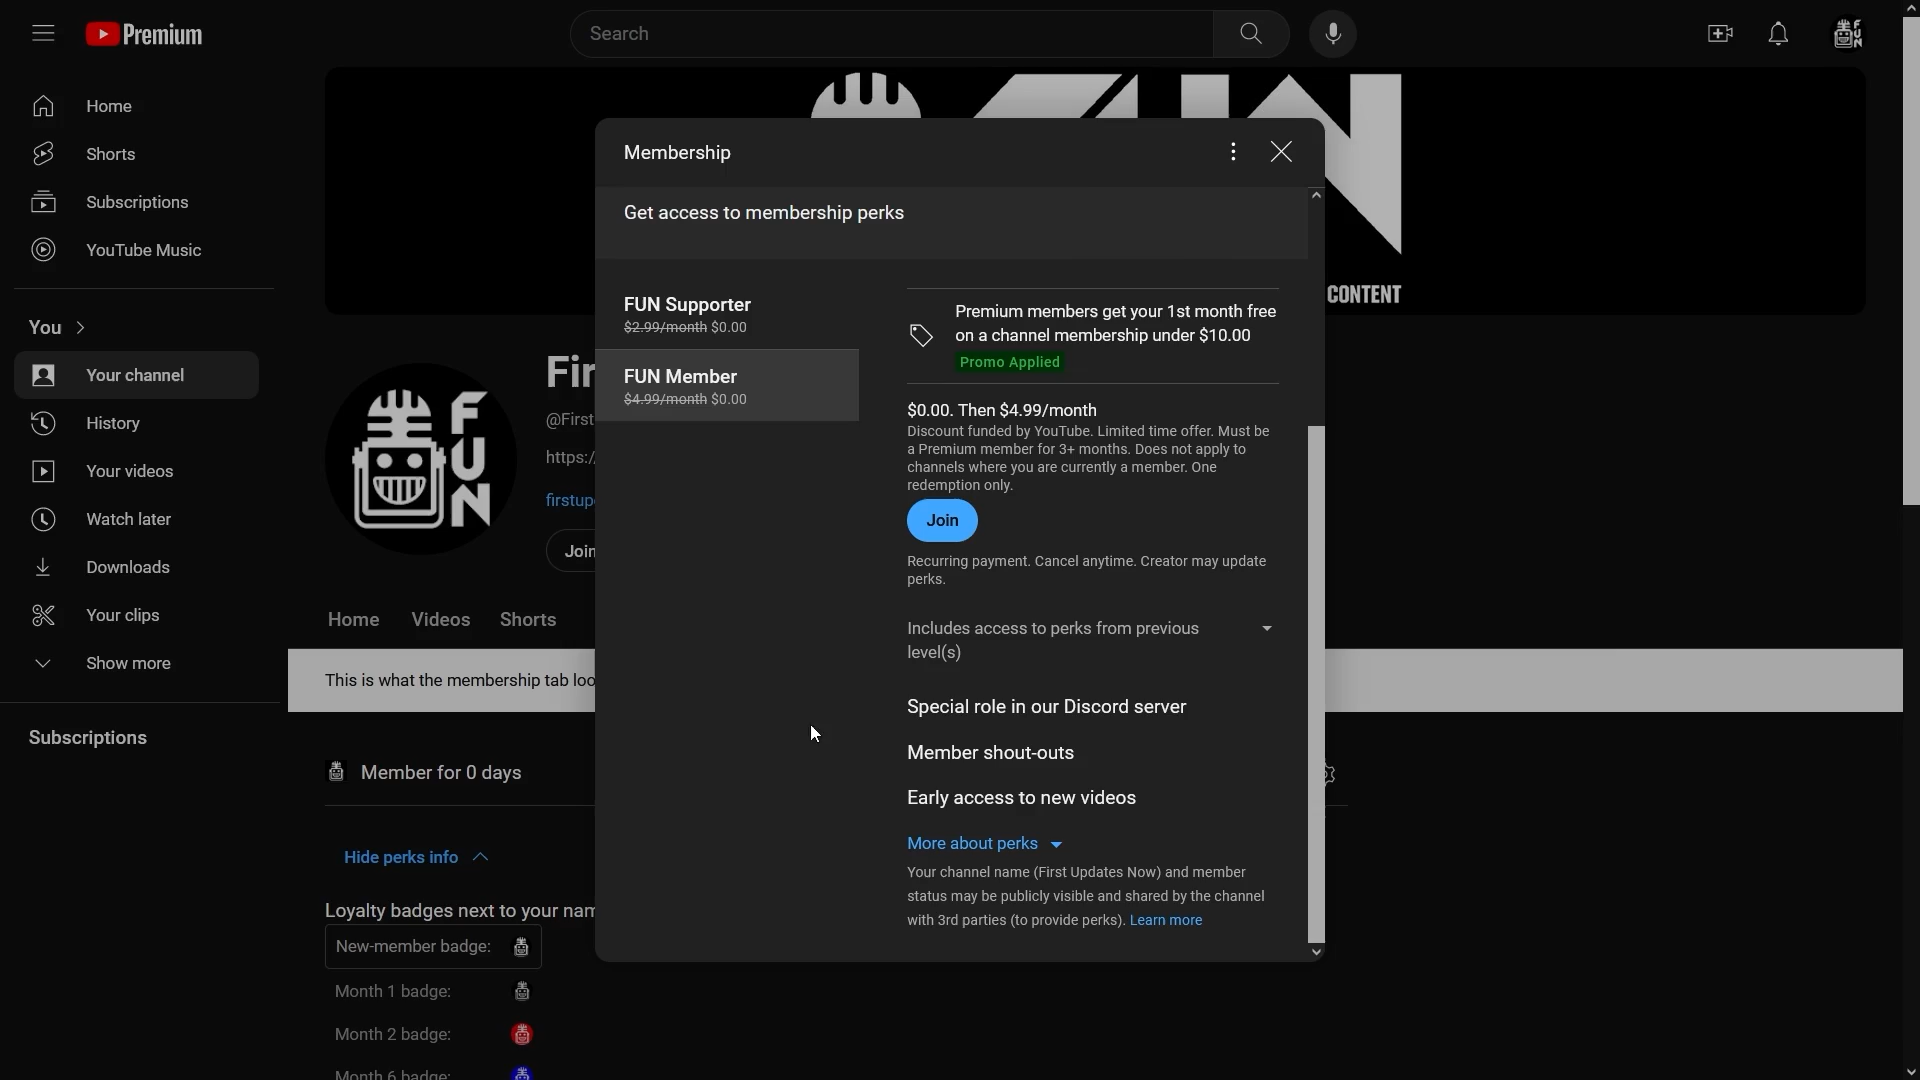 Premium
Search
FUN
Home
Shorts
Subscriptions
YouTube Music
You
Your channel
History
Your videos
Watch later
Downloads
Your clips
Show more
Subscriptions
CONTENT
FUN
Fir
@First
https:/
firstup
Join
Home Videos Shorts
This is what the membership tab loo
Member for 0 days
Hide perks info
Loyalty badges next to your nam
New-member badge:
Month 1 badge:
Month 2 badge:
Month 6 badge:
Membership
Get access to membership perks
FUN Supporter
$2.99/month $0.00
FUN Member
$4.99/month $0.00
Premium members get your 1st month free
on a channel membership under $10.00
Promo Applied
$0.00. Then $4.99/month
Discount funded by YouTube. Limited time offer. Must be
a Premium member for 3+ months. Does not apply to
channels where you are currently a member. One
redemption only.
Join
Recurring payment. Cancel anytime. Creator may update
perks.
Includes access to perks from previous
level(s)
Special role in our Discord server
Member shout-outs
Early access to new videos
More about perks
Your channel name (First Updates Now) and member
status may be publicly visible and shared by the channel
with 3rd parties (to provide perks). Learn more